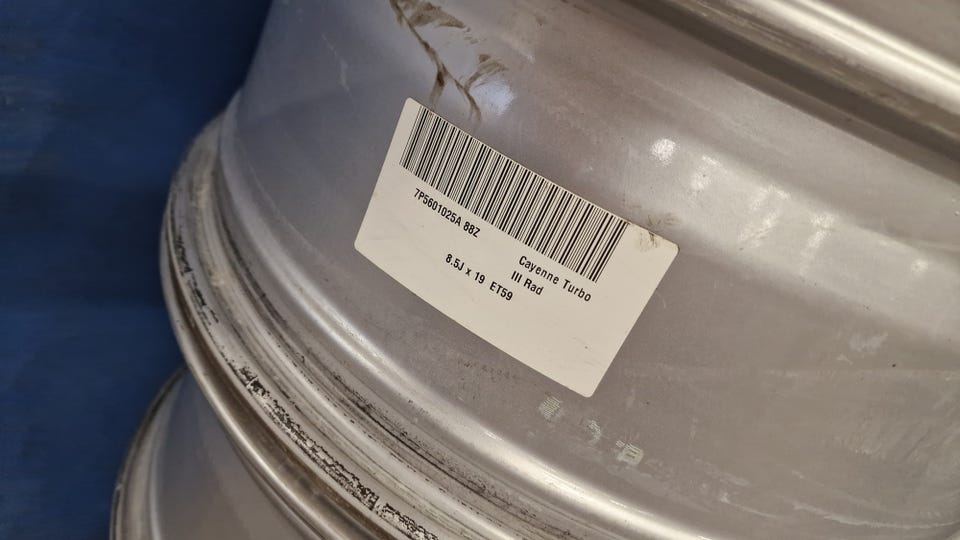 7P5601025A 88Z
Cayenne Turbo
III Rad
8.5J x 19 ET59